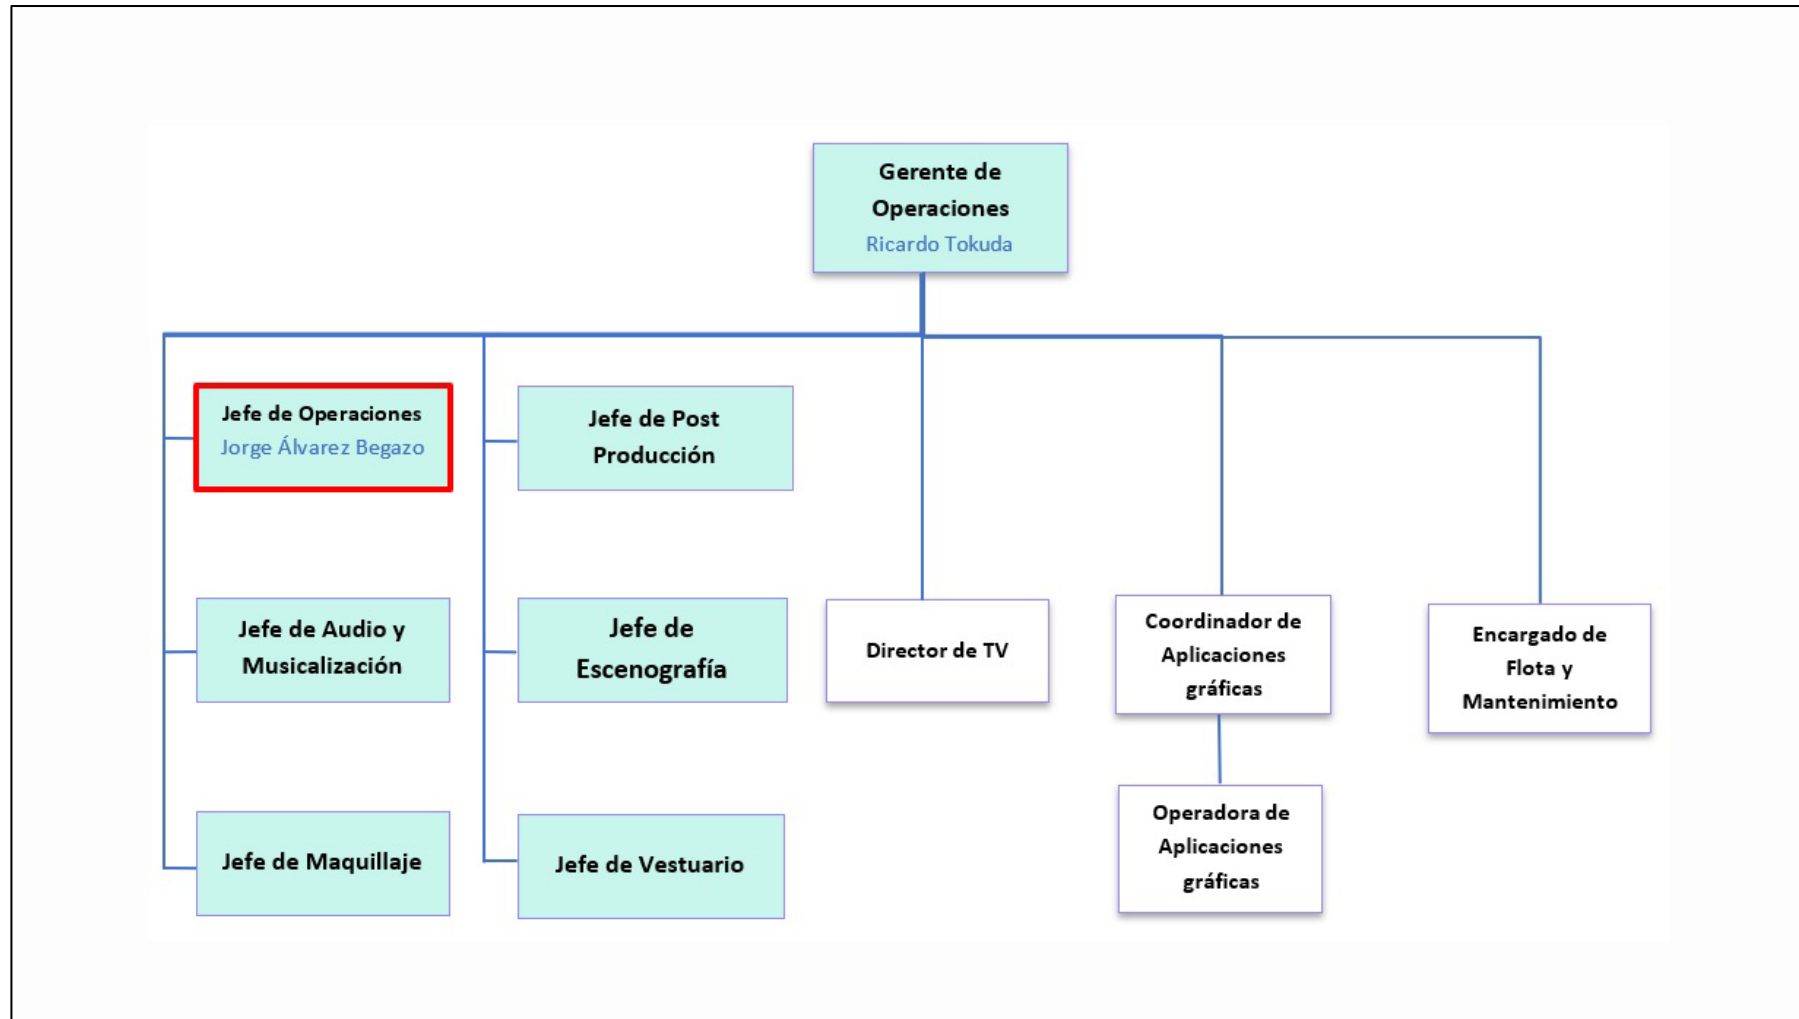 Gerente de
Operaciones
Ricardo Tokuda
Jefe de Operaciones
Jorge Álvarez Begazo
Jefe de Post
Producción
Jefe de Audio y
Musicalización
Jefe de
Escenografía
Director de TV
Coordinador de
Aplicaciones
gráficas
Encargado de
Flota y
Mantenimiento
Jefe de Maquillaje
Jefe de Vestuario
Operadora de
Aplicaciones
gráficas